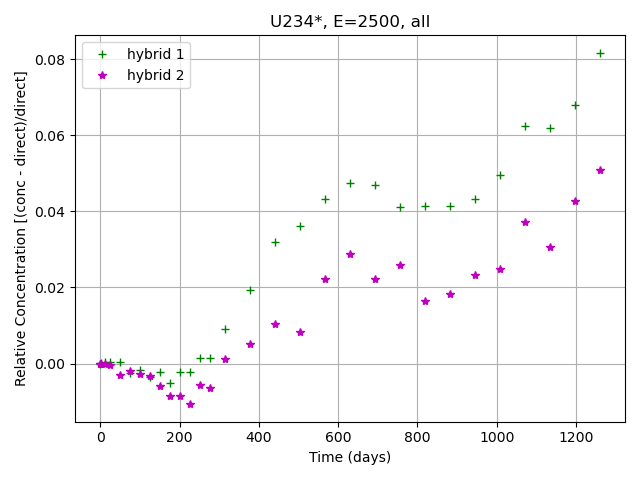 U234*, E=2500, all
hybrid 1
hybrid 2
Relative Concentration [(conc - direct)/direct]
0.08
0.06
0.04
0.02
0.00
0 200 400 600 800 1000 1200
Time (days)